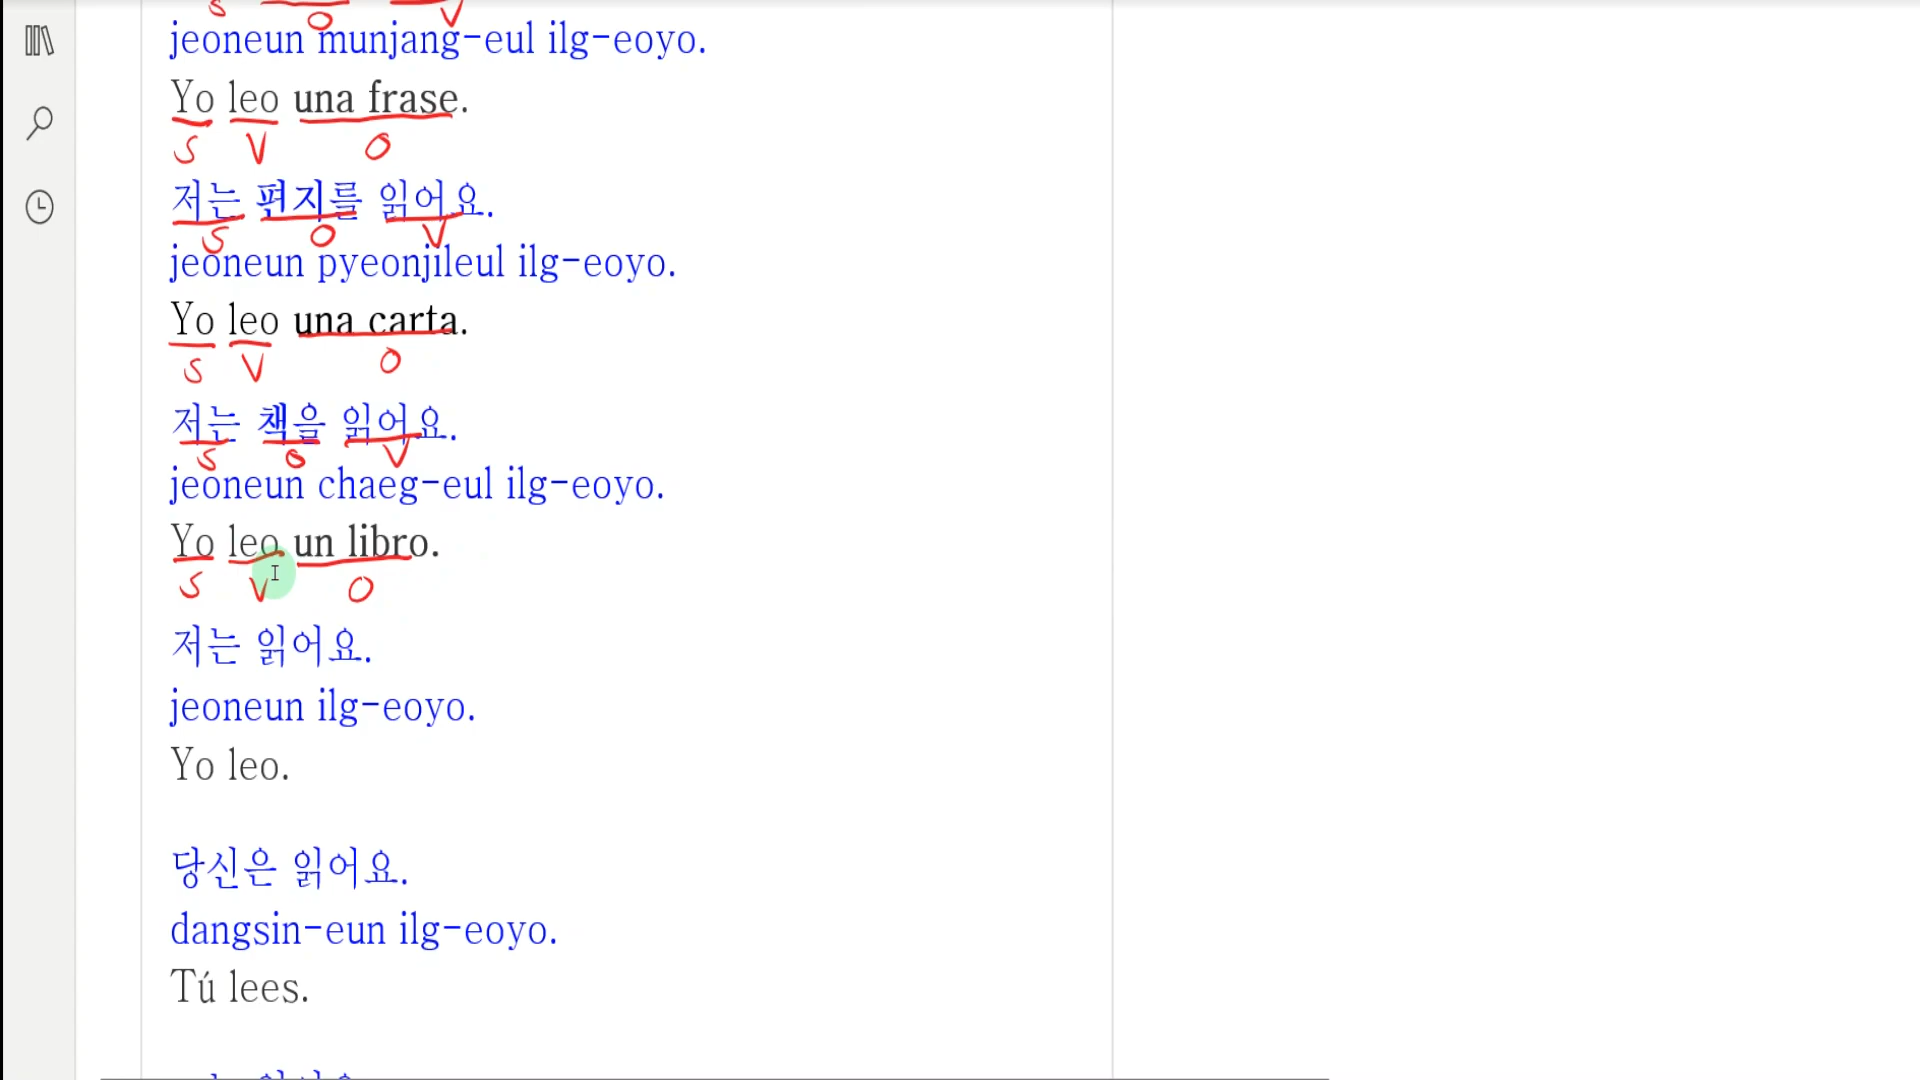 S O V
jeoneun munjang-eul ilg-eoyo.
Yo leo una frase.
S V O
저는 편지를 읽어요.
S O V
jeoneun pyeonjileul ilg-eoyo.
Yo leo una carta.
S V O
저는 책을 읽어요.
S O V
jeoneun chaeg-eul ilg-eoyo.
Yo leo un libro.
S V O
저는 읽어요.
jeoneun ilg-eoyo.
Yo leo.
당신은 읽어요.
dangsin-eun ilg-eoyo.
Tú lees.